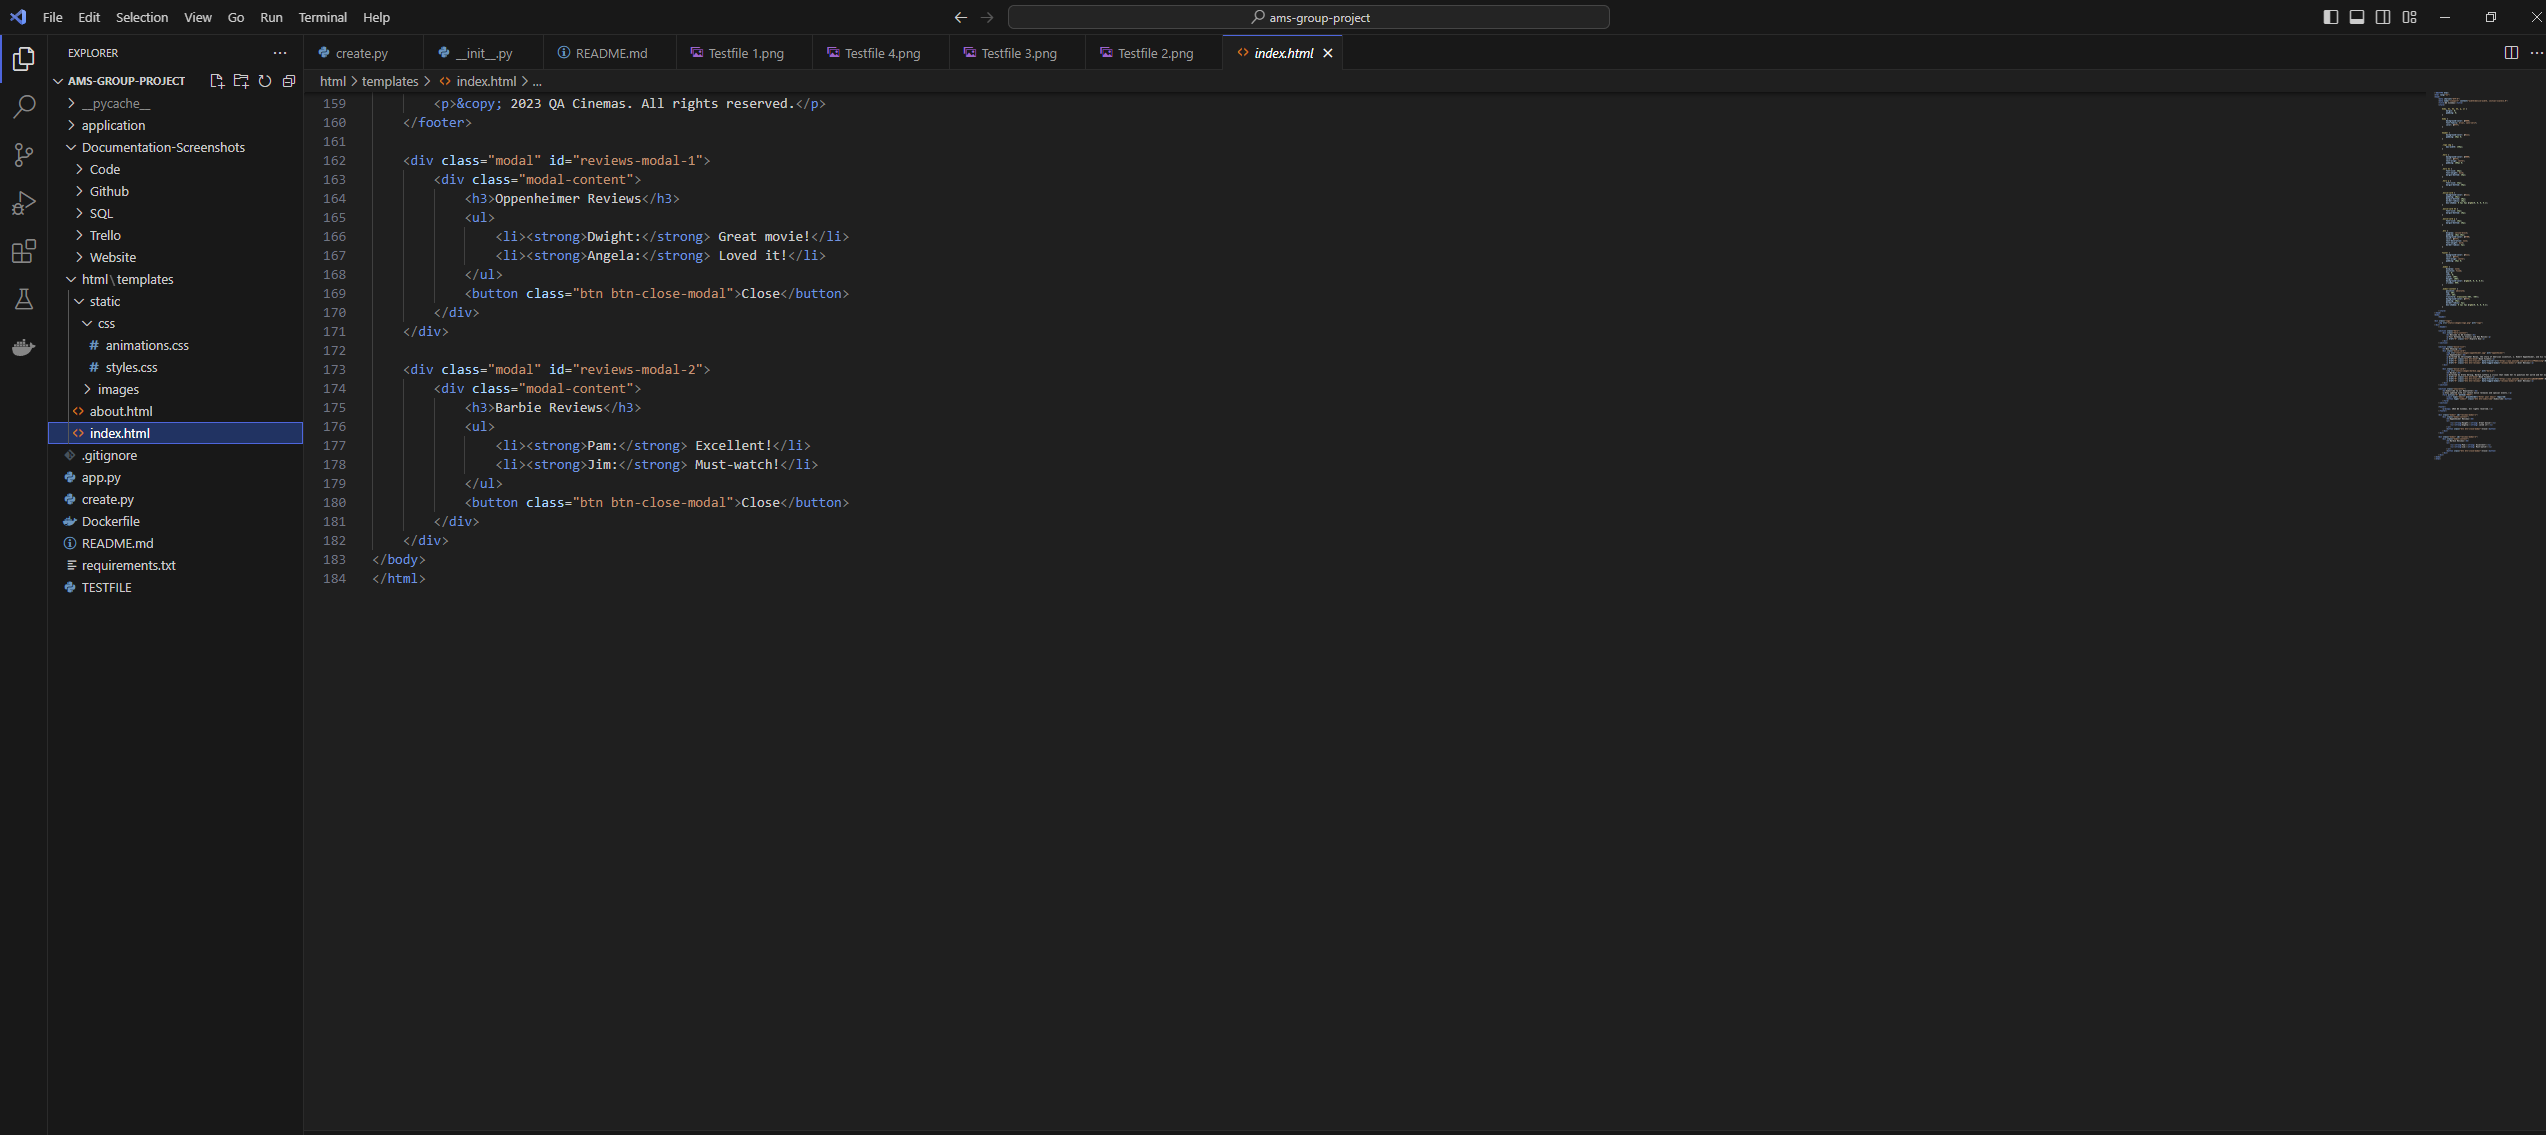 File Edit Selection View Go Run Terminal Help
ams-group-project
EXPLORER
create.py
__init__.py
README.md
Testfile 1.png
Testfile 4.png
Testfile 3.png
Testfile 2.png
index.html
AMS-GROUP-PROJECT
html > templates > index.html > ...
__pycache__
application
Documentation-Screenshots
Code
Github
SQL
Trello
Website
html\templates
static
css
animations.css
styles.css
images
about.html
index.html
.gitignore
app.py
create.py
Dockerfile
README.md
requirements.txt
TESTFILE
159 <p>&copy; 2023 QA Cinemas. All rights reserved.</p>
160 </footer>
161
162 <div class="modal" id="reviews-modal-1">
163 <div class="modal-content">
164 <h3>Oppenheimer Reviews</h3>
165 <ul>
166 <li><strong>Dwight:</strong> Great movie!</li>
167 <li><strong>Angela:</strong> Loved it!</li>
168 </ul>
169 <button class="btn btn-close-modal">Close</button>
170 </div>
171 </div>
172
173 <div class="modal" id="reviews-modal-2">
174 <div class="modal-content">
175 <h3>Barbie Reviews</h3>
176 <ul>
177 <li><strong>Pam:</strong> Excellent!</li>
178 <li><strong>Jim:</strong> Must-watch!</li>
179 </ul>
180 <button class="btn btn-close-modal">Close</button>
181 </div>
182 </div>
183 </body>
184 </html>